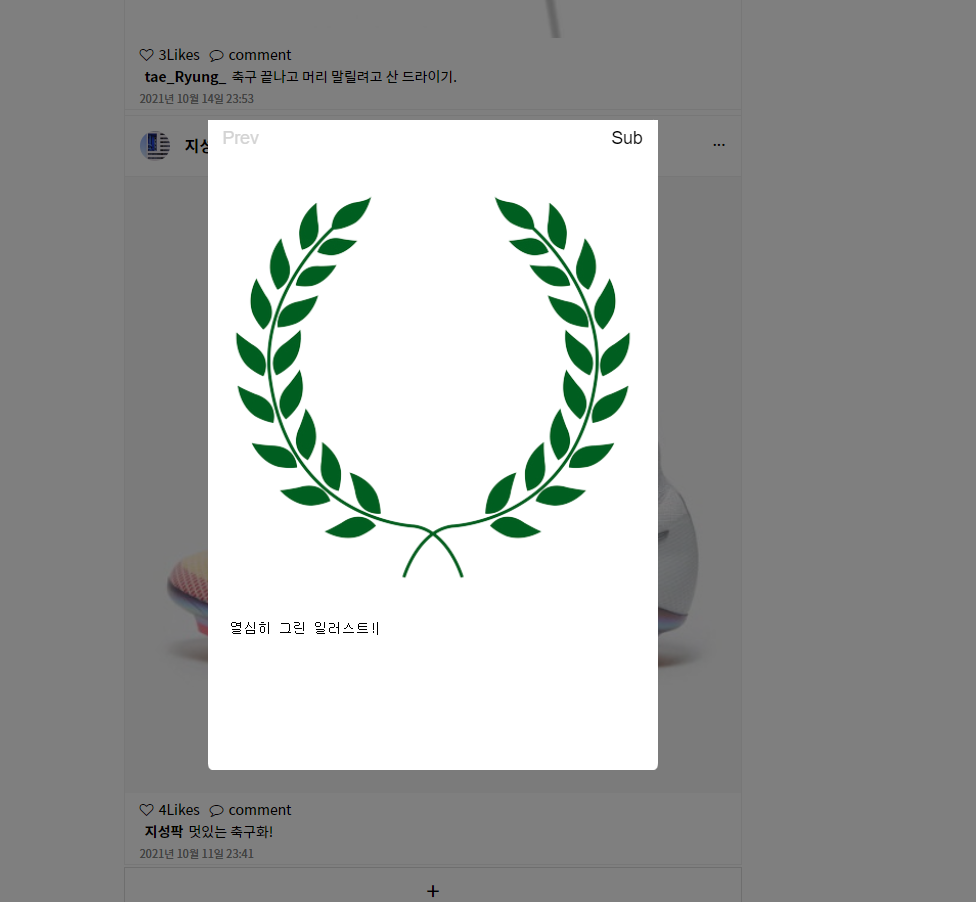 3Likes comment
tae_Ryung_ 축구 끝나고 머리 말릴려고 산 드라이기.
2021년 10월 14일 23:53
Prev Sub
지성
열심히 그린 일러스트!
4Likes comment
지성팍 멋있는 축구화!
2021년 10월 11일 23:41
+